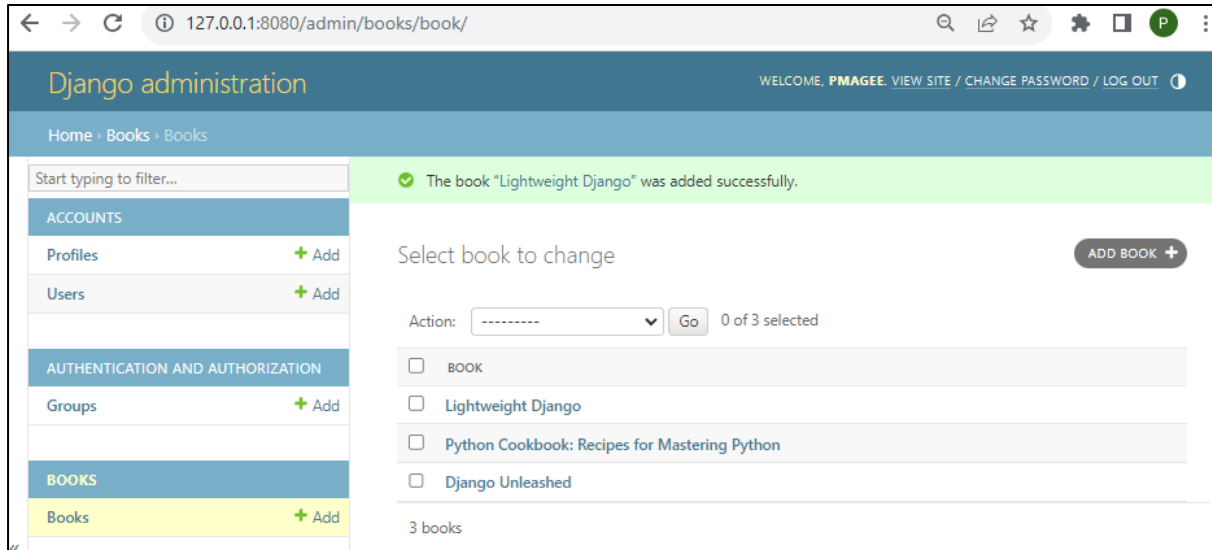 127.0.0.1:8080/admin/books/book/
P
Django administration
WELCOME, PMAGEE. VIEW SITE / CHANGE PASSWORD / LOG OUT
Home › Books › Books
Start typing to filter...
The book “Lightweight Django” was added successfully.
ACCOUNTS
Profiles + Add
Users + Add
Select book to change
ADD BOOK +
Action: --------- Go 0 of 3 selected
AUTHENTICATION AND AUTHORIZATION
Groups + Add
BOOK
Lightweight Django
Python Cookbook: Recipes for Mastering Python
Django Unleashed
BOOKS
Books + Add
3 books
«